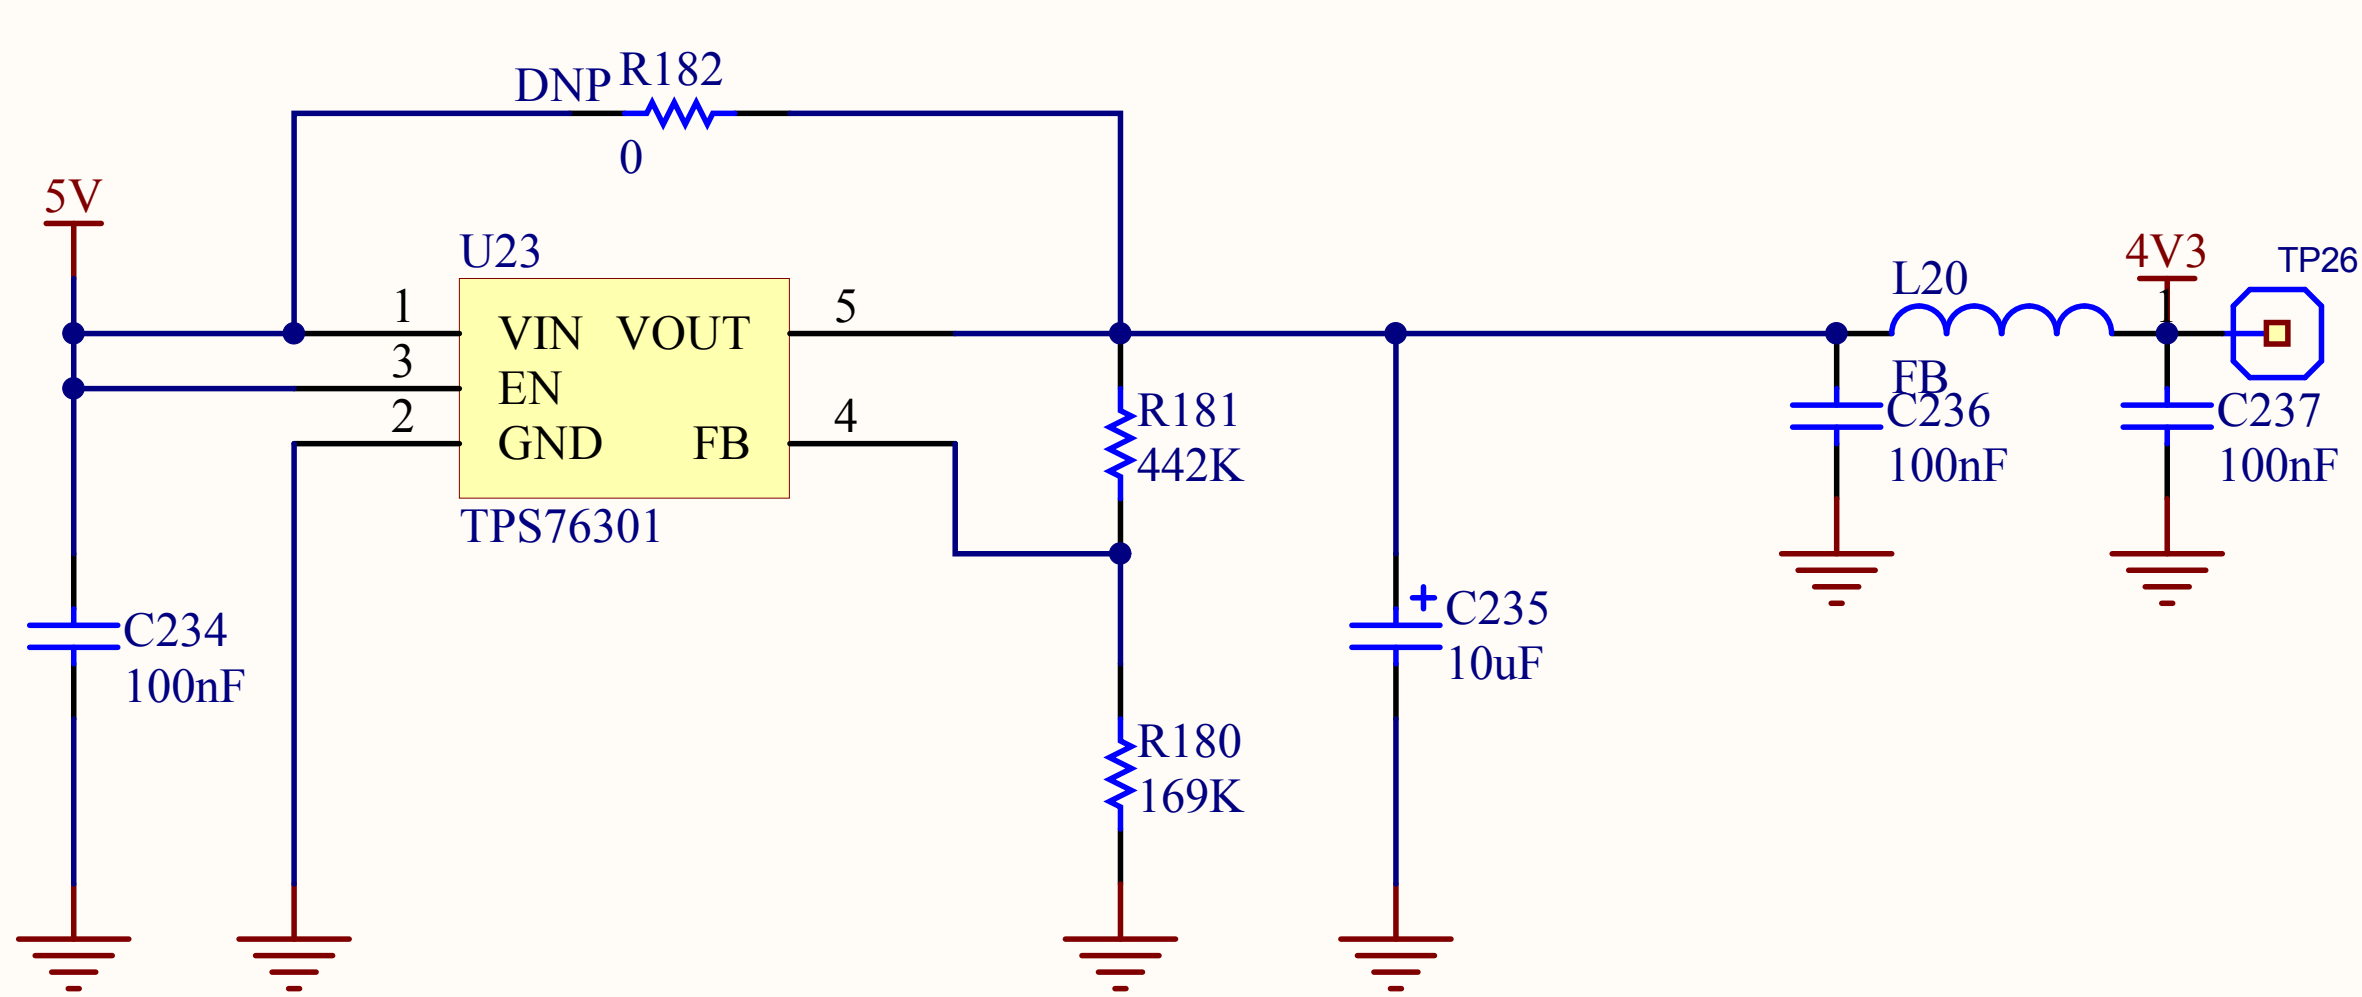 DNP R182
0
5V
U23
1 VIN VOUT 5
3 EN
2 GND FB 4
TPS76301
R181
442K
R180
169K
C234
100nF
C235
10uF
L20
FB
C236
100nF
4V3
1
TP26
C237
100nF